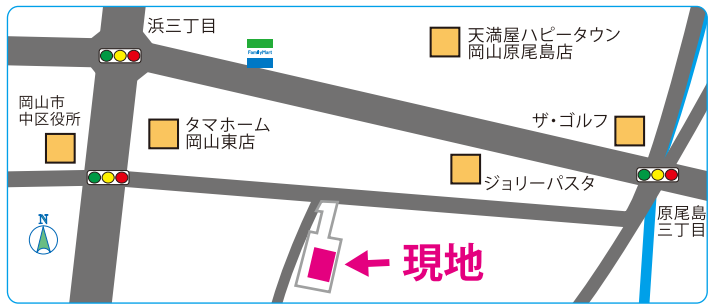 浜三丁目
FamilyMart
天満屋ハピータウン
岡山原尾島店
岡山市
中区役所
タマホーム
岡山東店
ザ・ゴルフ
ジョリーパスタ
原尾島
三丁目
N
現地